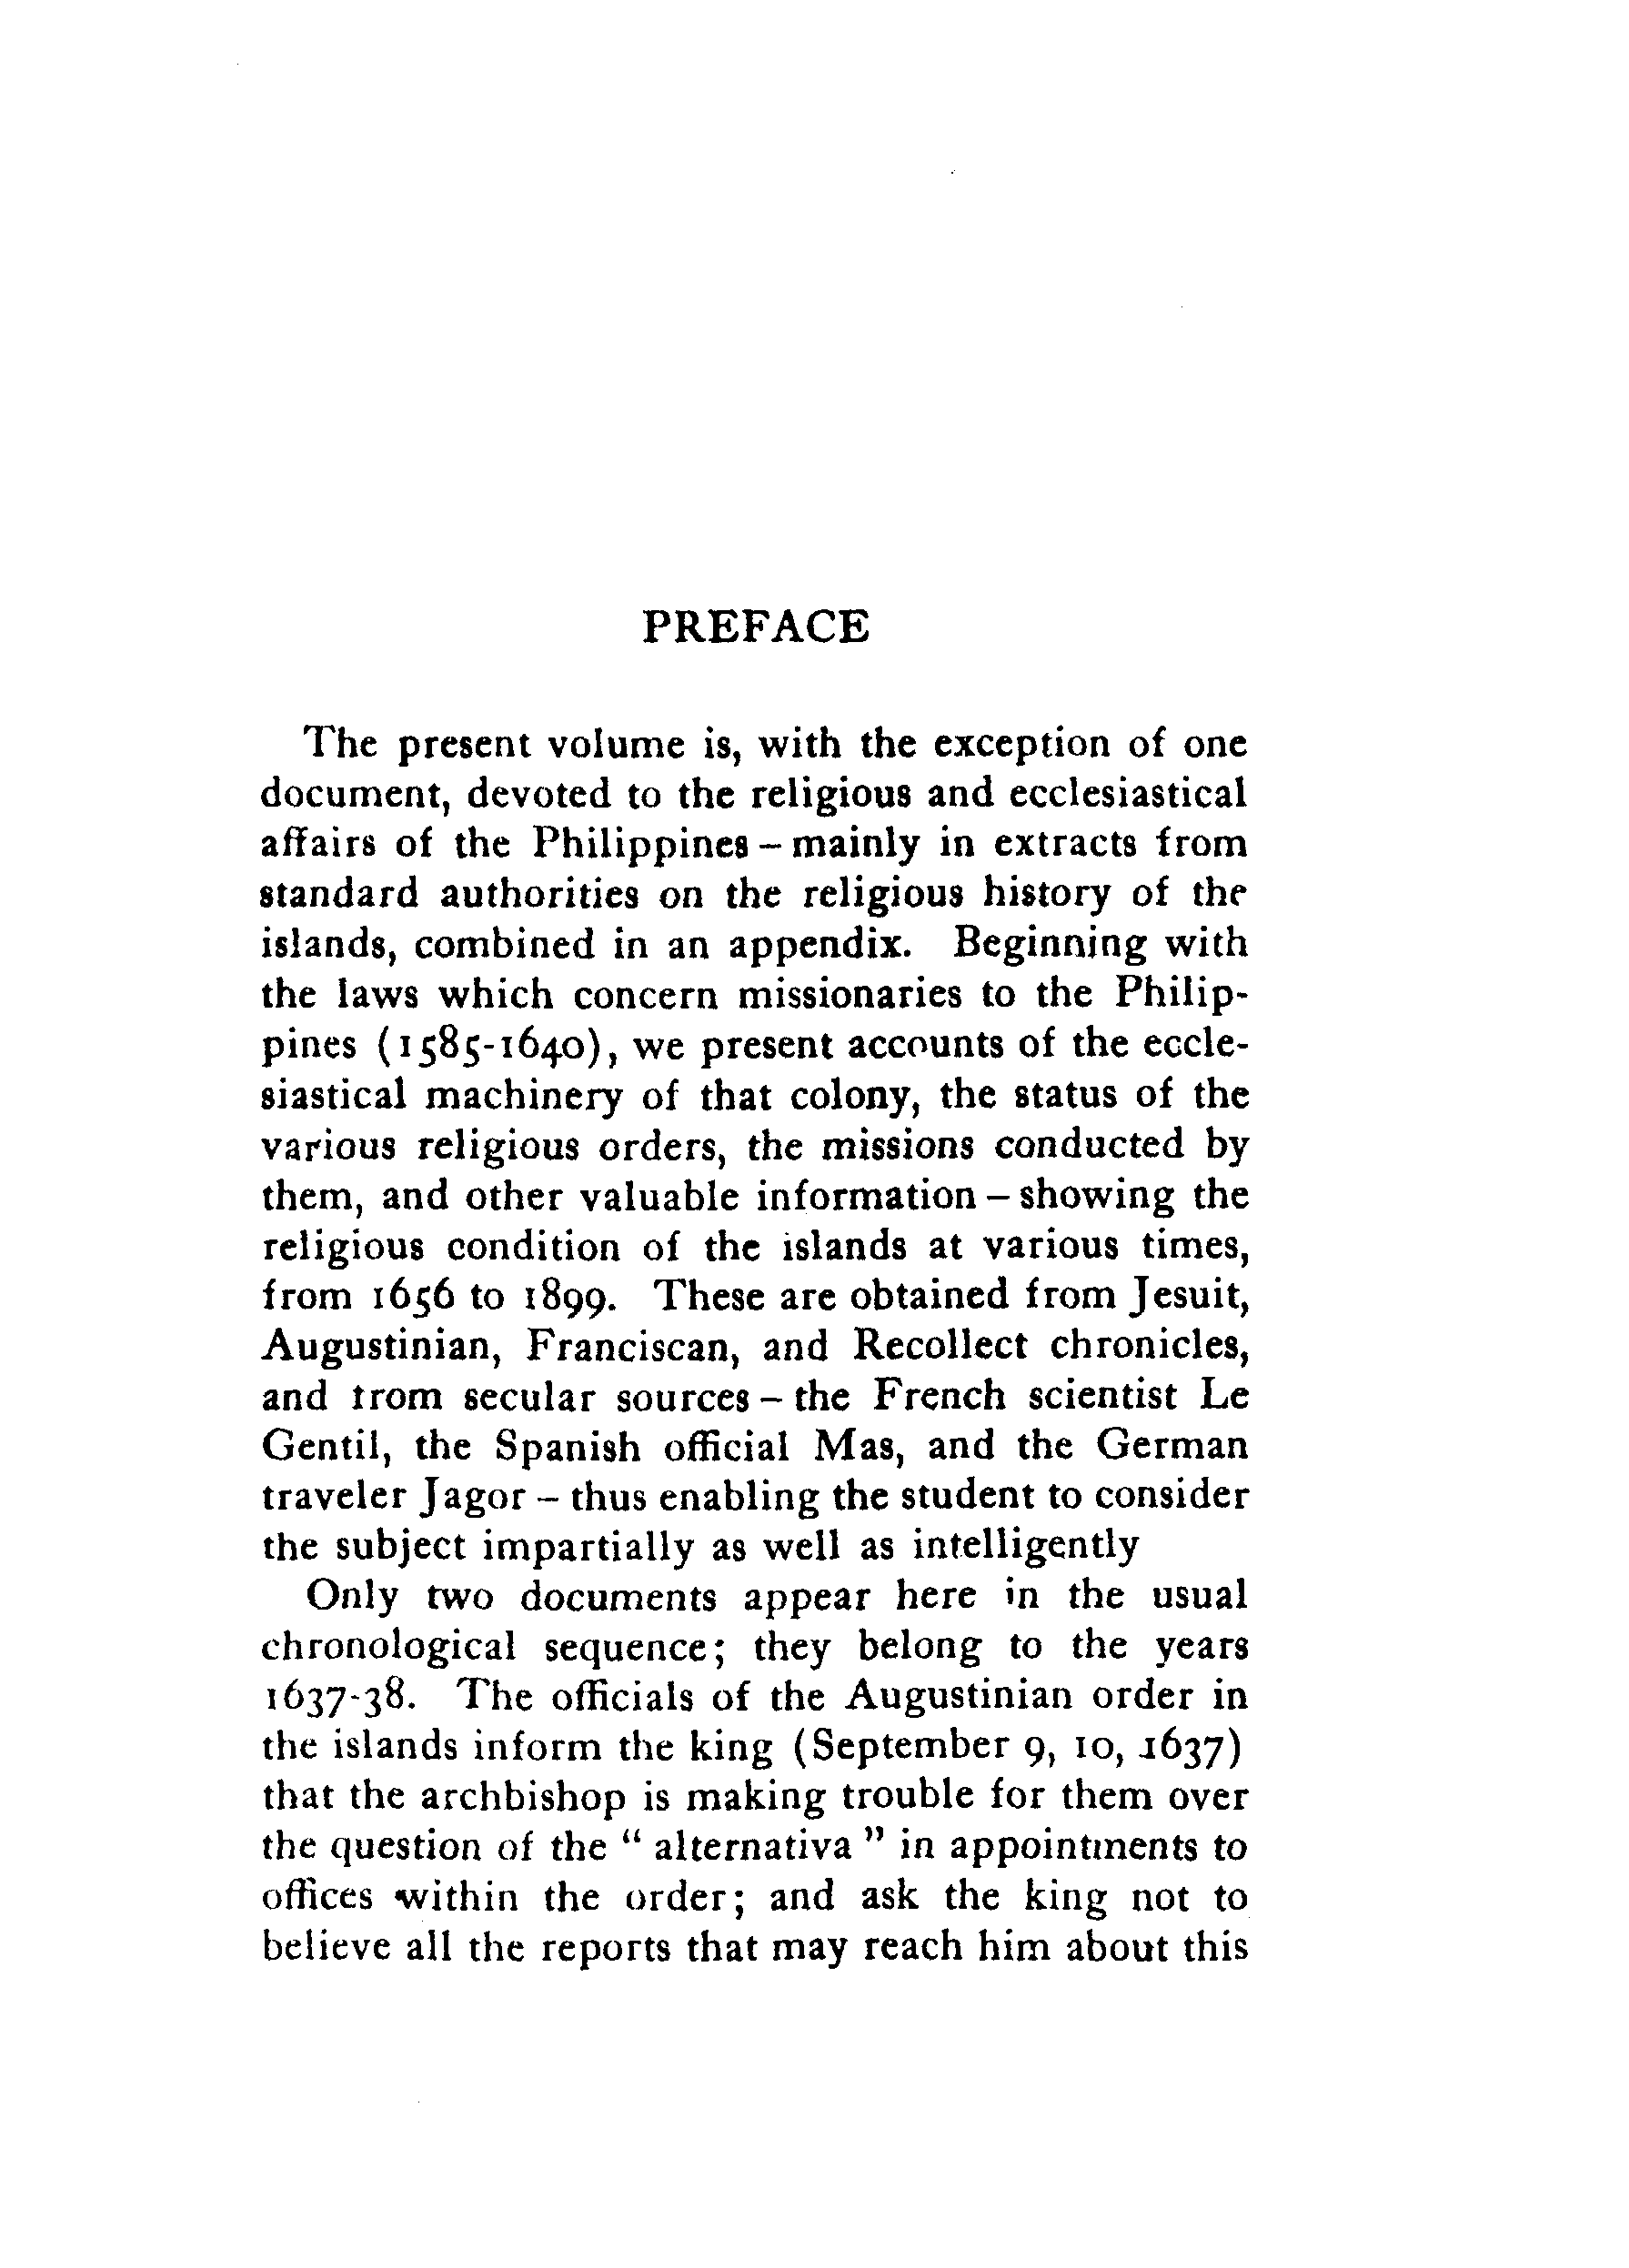 PREFACE
The present volume is, with the exception of one
document, devoted to the religious and ecclesiastical
affairs of the Philippines – mainly in extracts from
standard authorities on the religious history of the
islands, combined in an appendix. Beginning with
the laws which concern missionaries to the Philip-
pines (1585-1640), we present accounts of the eccle-
siastical machinery of that colony, the status of the
various religious orders, the missions conducted by
them, and other valuable information – showing the
religious condition of the islands at various times,
from 1656 to 1899. These are obtained from Jesuit,
Augustinian, Franciscan, and Recollect chronicles,
and from secular sources – the French scientist Le
Gentil, the Spanish official Mas, and the German
traveler Jagor – thus enabling the student to consider
the subject impartially as well as intelligently
Only two documents appear here in the usual
chronological sequence; they belong to the years
1637-38. The officials of the Augustinian order in
the islands inform the king (September 9, 10, 1637)
that the archbishop is making trouble for them over
the question of the “ alternativa ” in appointments to
offices within the order; and ask the king not to
believe all the reports that may reach him about this